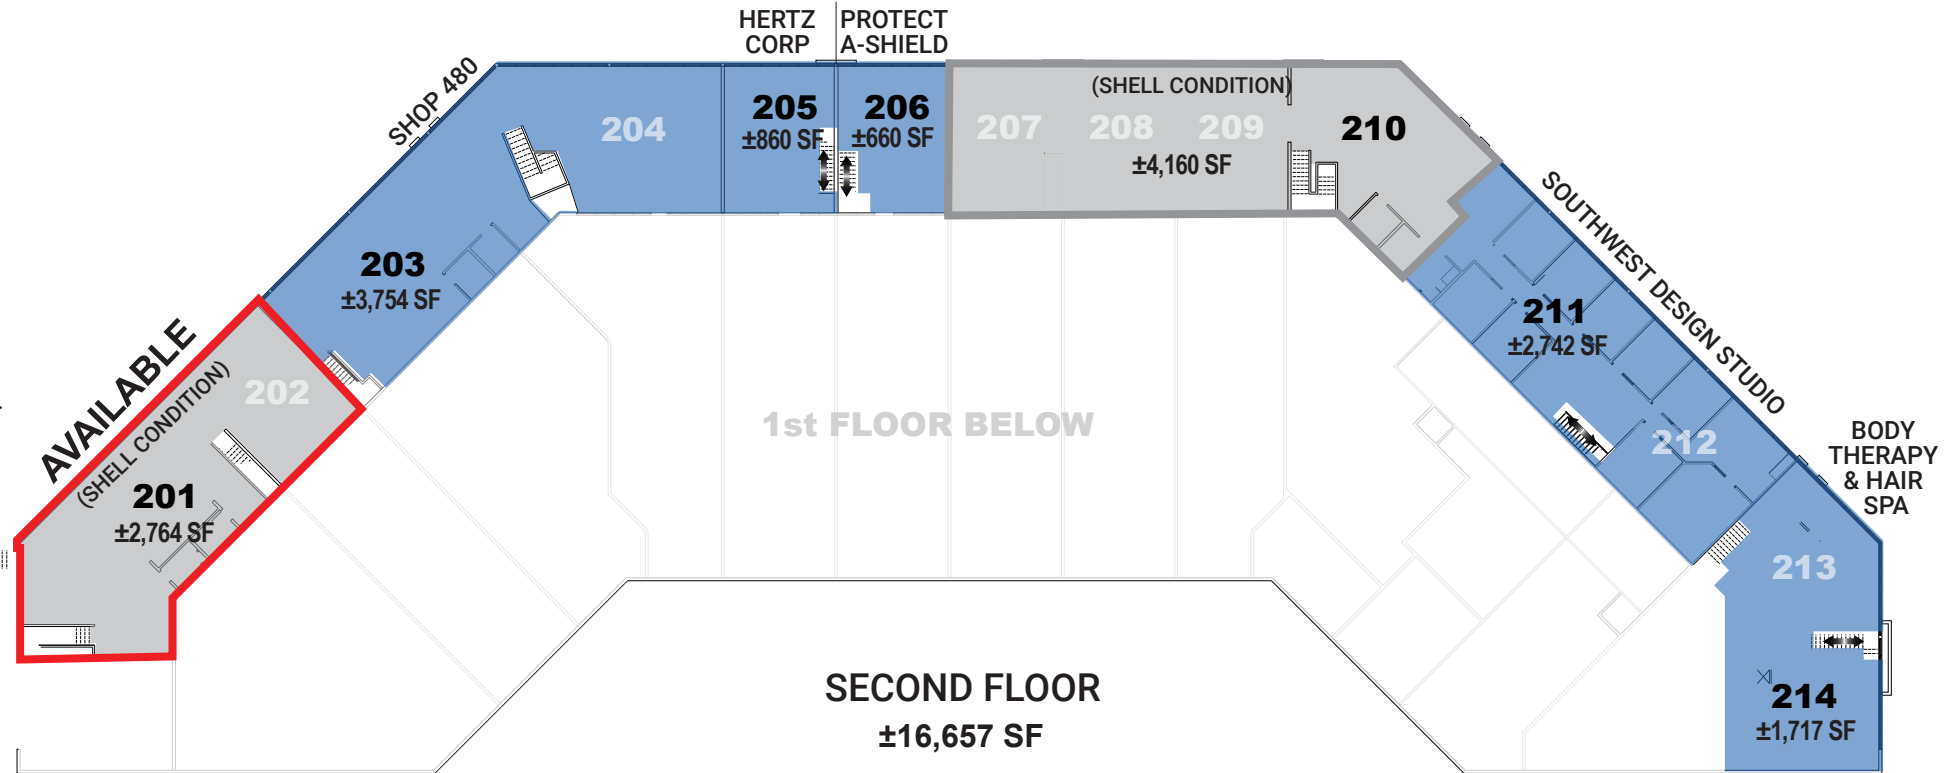 HERTZ
CORP
PROTECT
A-SHIELD
SHOP 480
204
205
±860 SF
206
±660 SF
(SHELL CONDITION)
207
208
209
±4,160 SF
210
203
±3,754 SF
SOUTHWEST DESIGN STUDIO
211
±2,742 SF
212
AVAILABLE
(SHELL CONDITION)
202
201
±2,764 SF
1st FLOOR BELOW
BODY
THERAPY
& HAIR
SPA
213
214
±1,717 SF
SECOND FLOOR
±16,657 SF